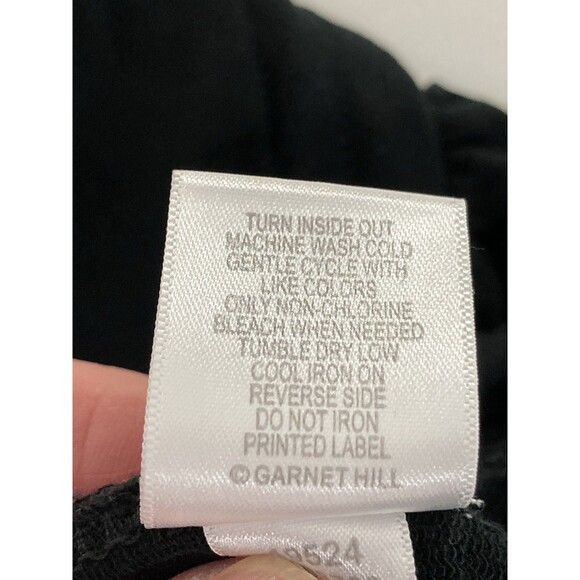 TURN INSIDE OUT
MACHINE WASH COLD
GENTLE CYCLE WITH
LIKE COLORS
ONLY NON-CHLORINE
BLEACH WHEN NEEDED
TUMBLE DRY LOW
COOL IRON ON
REVERSE SIDE
DO NOT IRON
PRINTED LABEL
© GARNET HILL